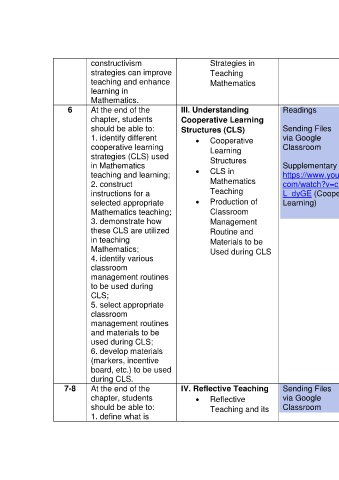 constructivism
strategies can improve
teaching and enhance
learning in
Mathematics.
Strategies in
Teaching
Mathematics
6
At the end of the
chapter, students
should be able to:
1. identify different
cooperative learning
strategies (CLS) used
in Mathematics
teaching and learning;
2. construct
instructions for a
selected appropriate
Mathematics teaching;
3. demonstrate how
these CLS are utilized
in teaching
Mathematics;
4. identify various
classroom
management routines
to be used during
CLS;
5. select appropriate
classroom
management routines
and materials to be
used during CLS;
6. develop materials
(markers, incentive
board, etc.) to be used
during CLS.
III. Understanding
Cooperative Learning
Structures (CLS)
• Cooperative
Learning
Structures
• CLS in
Mathematics
Teaching
• Production of
Classroom
Management
Routine and
Materials to be
Used during CLS
Readings
Sending Files
via Google
Classroom
Supplementary
https://www.you
com/watch?v=c
L_dyGE (Coope
Learning)
7-8
At the end of the
chapter, students
should be able to:
1. define what is
IV. Reflective Teaching
• Reflective
Teaching and its
Sending Files
via Google
Classroom